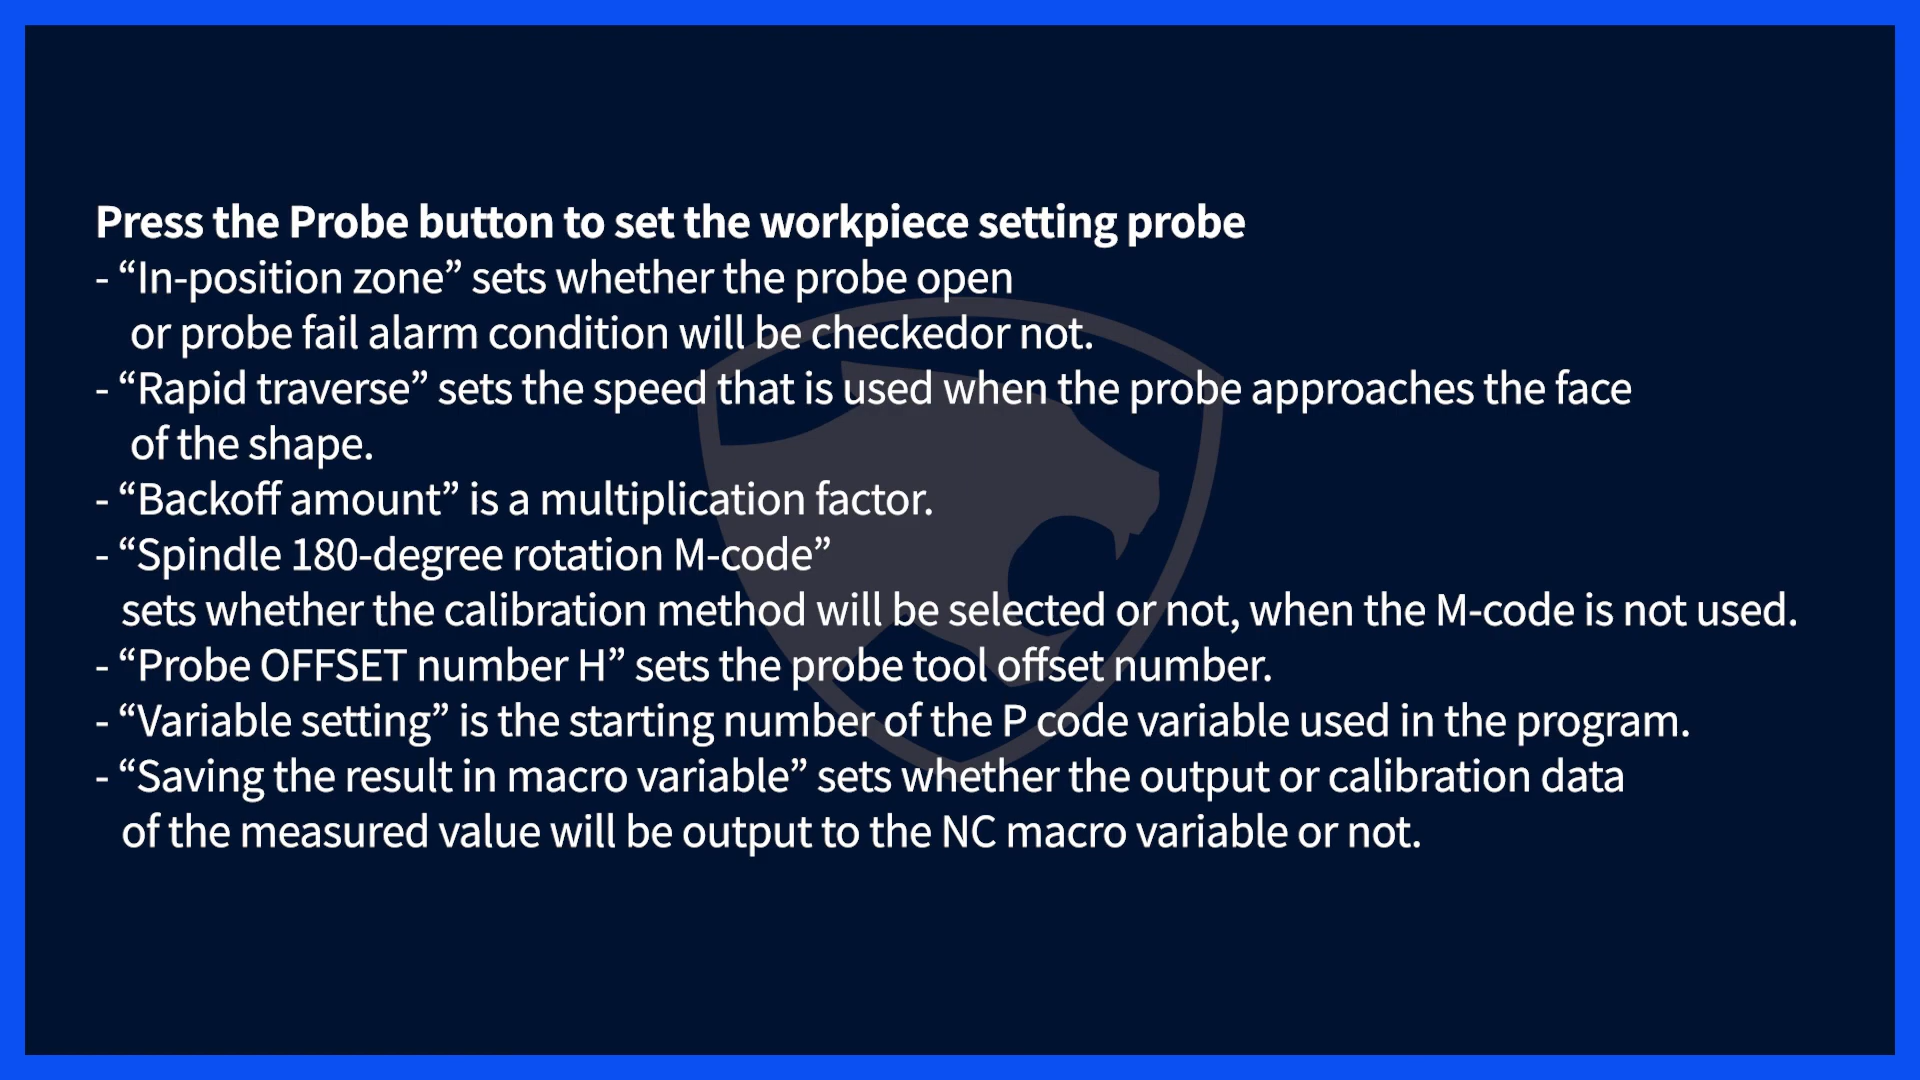 Press the Probe button to set the workpiece setting probe
- “In-position zone” sets whether the probe open
or probe fail alarm condition will be checkedor not.
- “Rapid traverse” sets the speed that is used when the probe approaches the face
of the shape.
- “Backoff amount” is a multiplication factor.
- “Spindle 180-degree rotation M-code”
sets whether the calibration method will be selected or not, when the M-code is not used.
- “Probe OFFSET number H” sets the probe tool offset number.
- “Variable setting” is the starting number of the P code variable used in the program.
- “Saving the result in macro variable” sets whether the output or calibration data
of the measured value will be output to the NC macro variable or not.